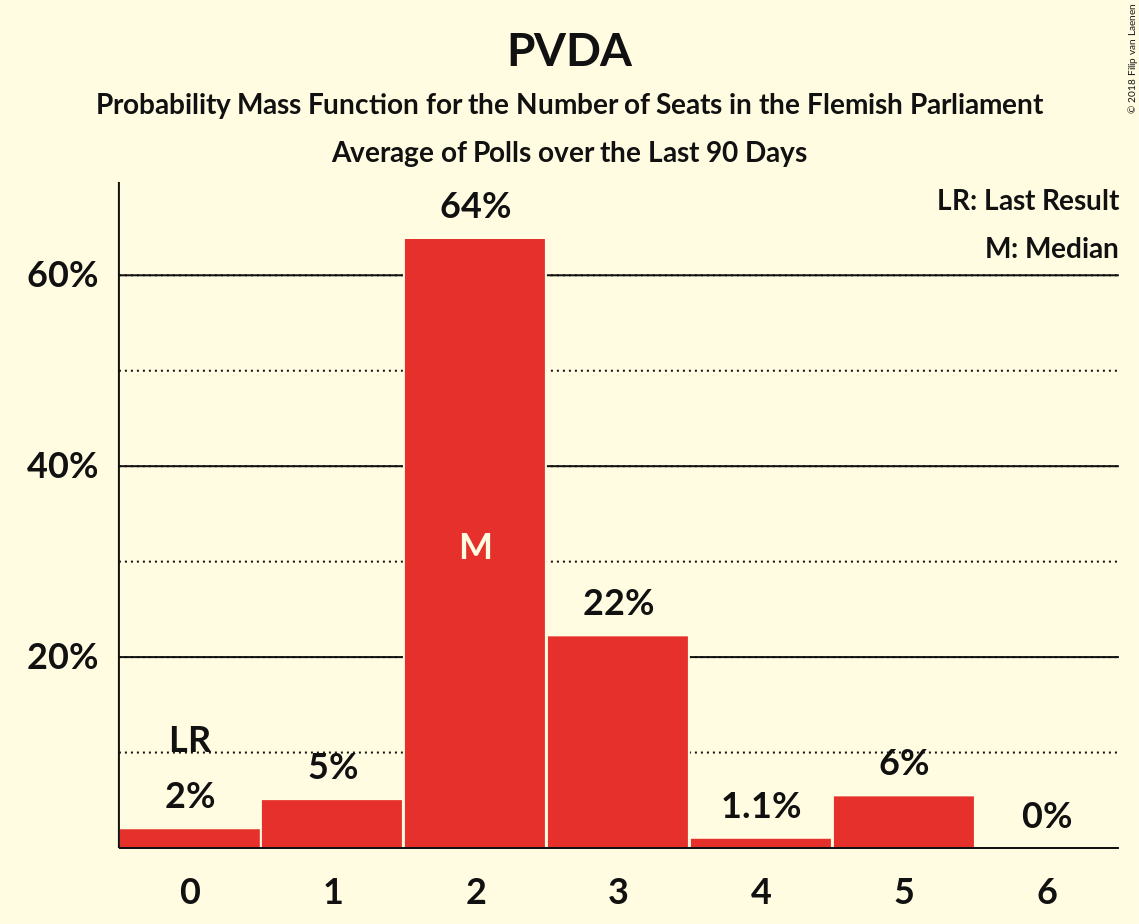 PVDA
Probability Mass Function for the Number of Seats in the Flemish Parliament
Average of Polls over the Last 90 Days
© 2018 Filip van Laenen
LR: Last Result
M: Median
64%
60%
40%
M
22%
20%
LR
5%
6%
2%
1.1%
0%
0 1 2 3 4 5 6